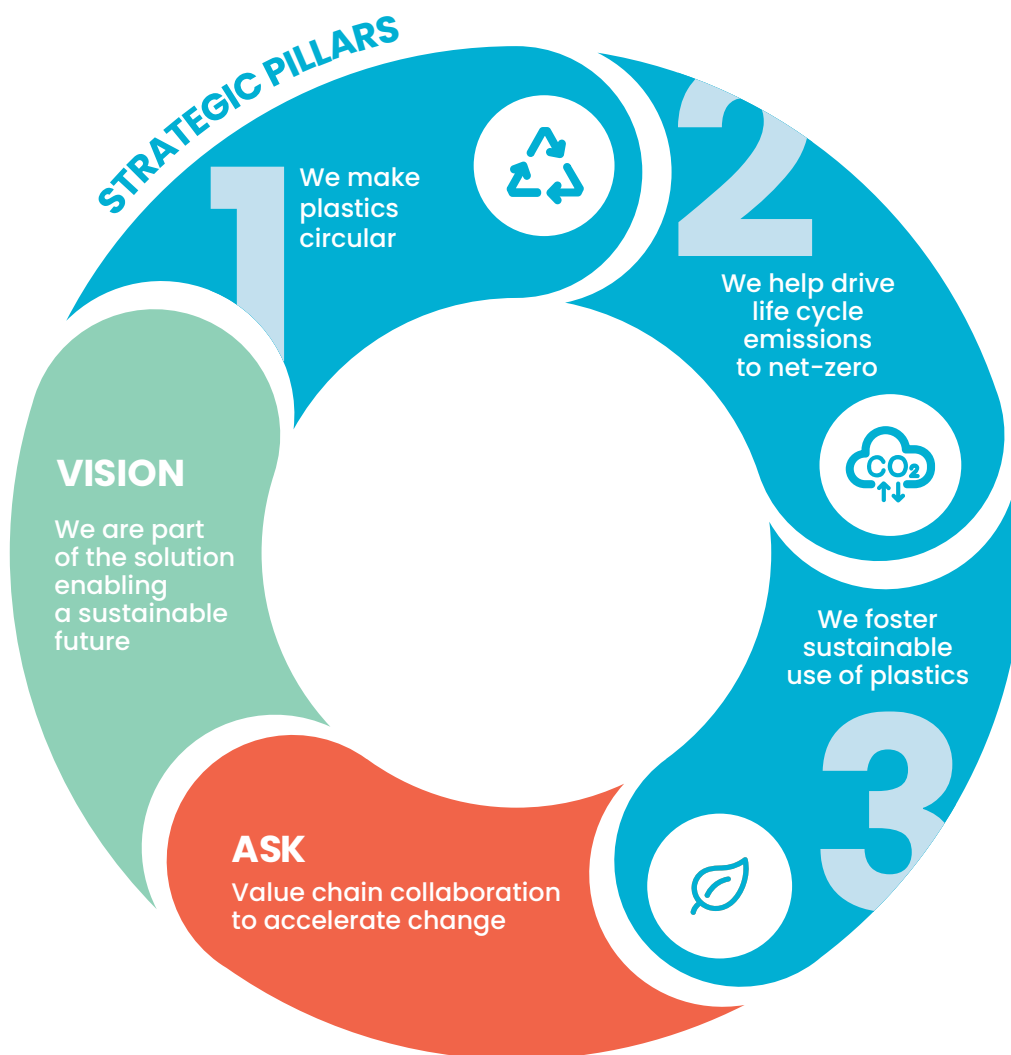 STRATEGIC PILLARS
1
We make
plastics
circular
2
We help drive
life cycle
emissions
to net-zero
CO₂
We foster
sustainable
use of plastics
3
ASK
Value chain collaboration
to accelerate change
VISION
We are part
of the solution
enabling
a sustainable
future